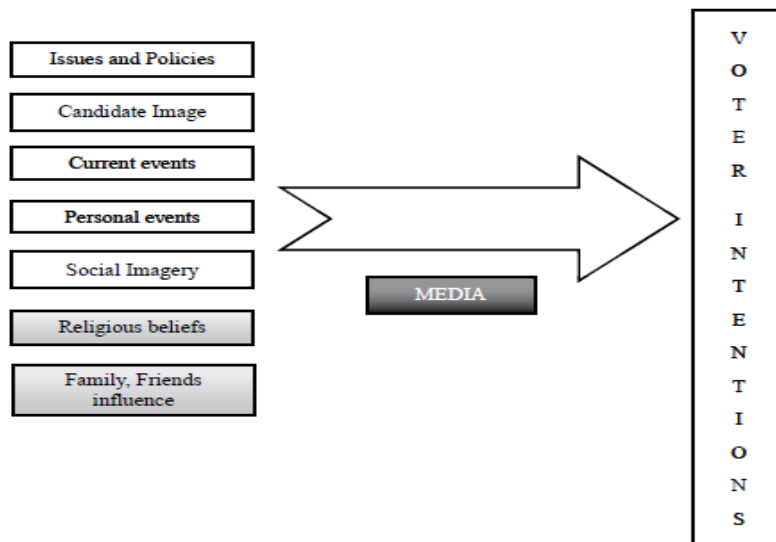 Issues and Policies
Candidate Image
Current events
Personal events
Social Imagery
Religious beliefs
Family, Friends
influence
MEDIA
V
O
T
E
R
I
N
T
E
N
T
I
O
N
S